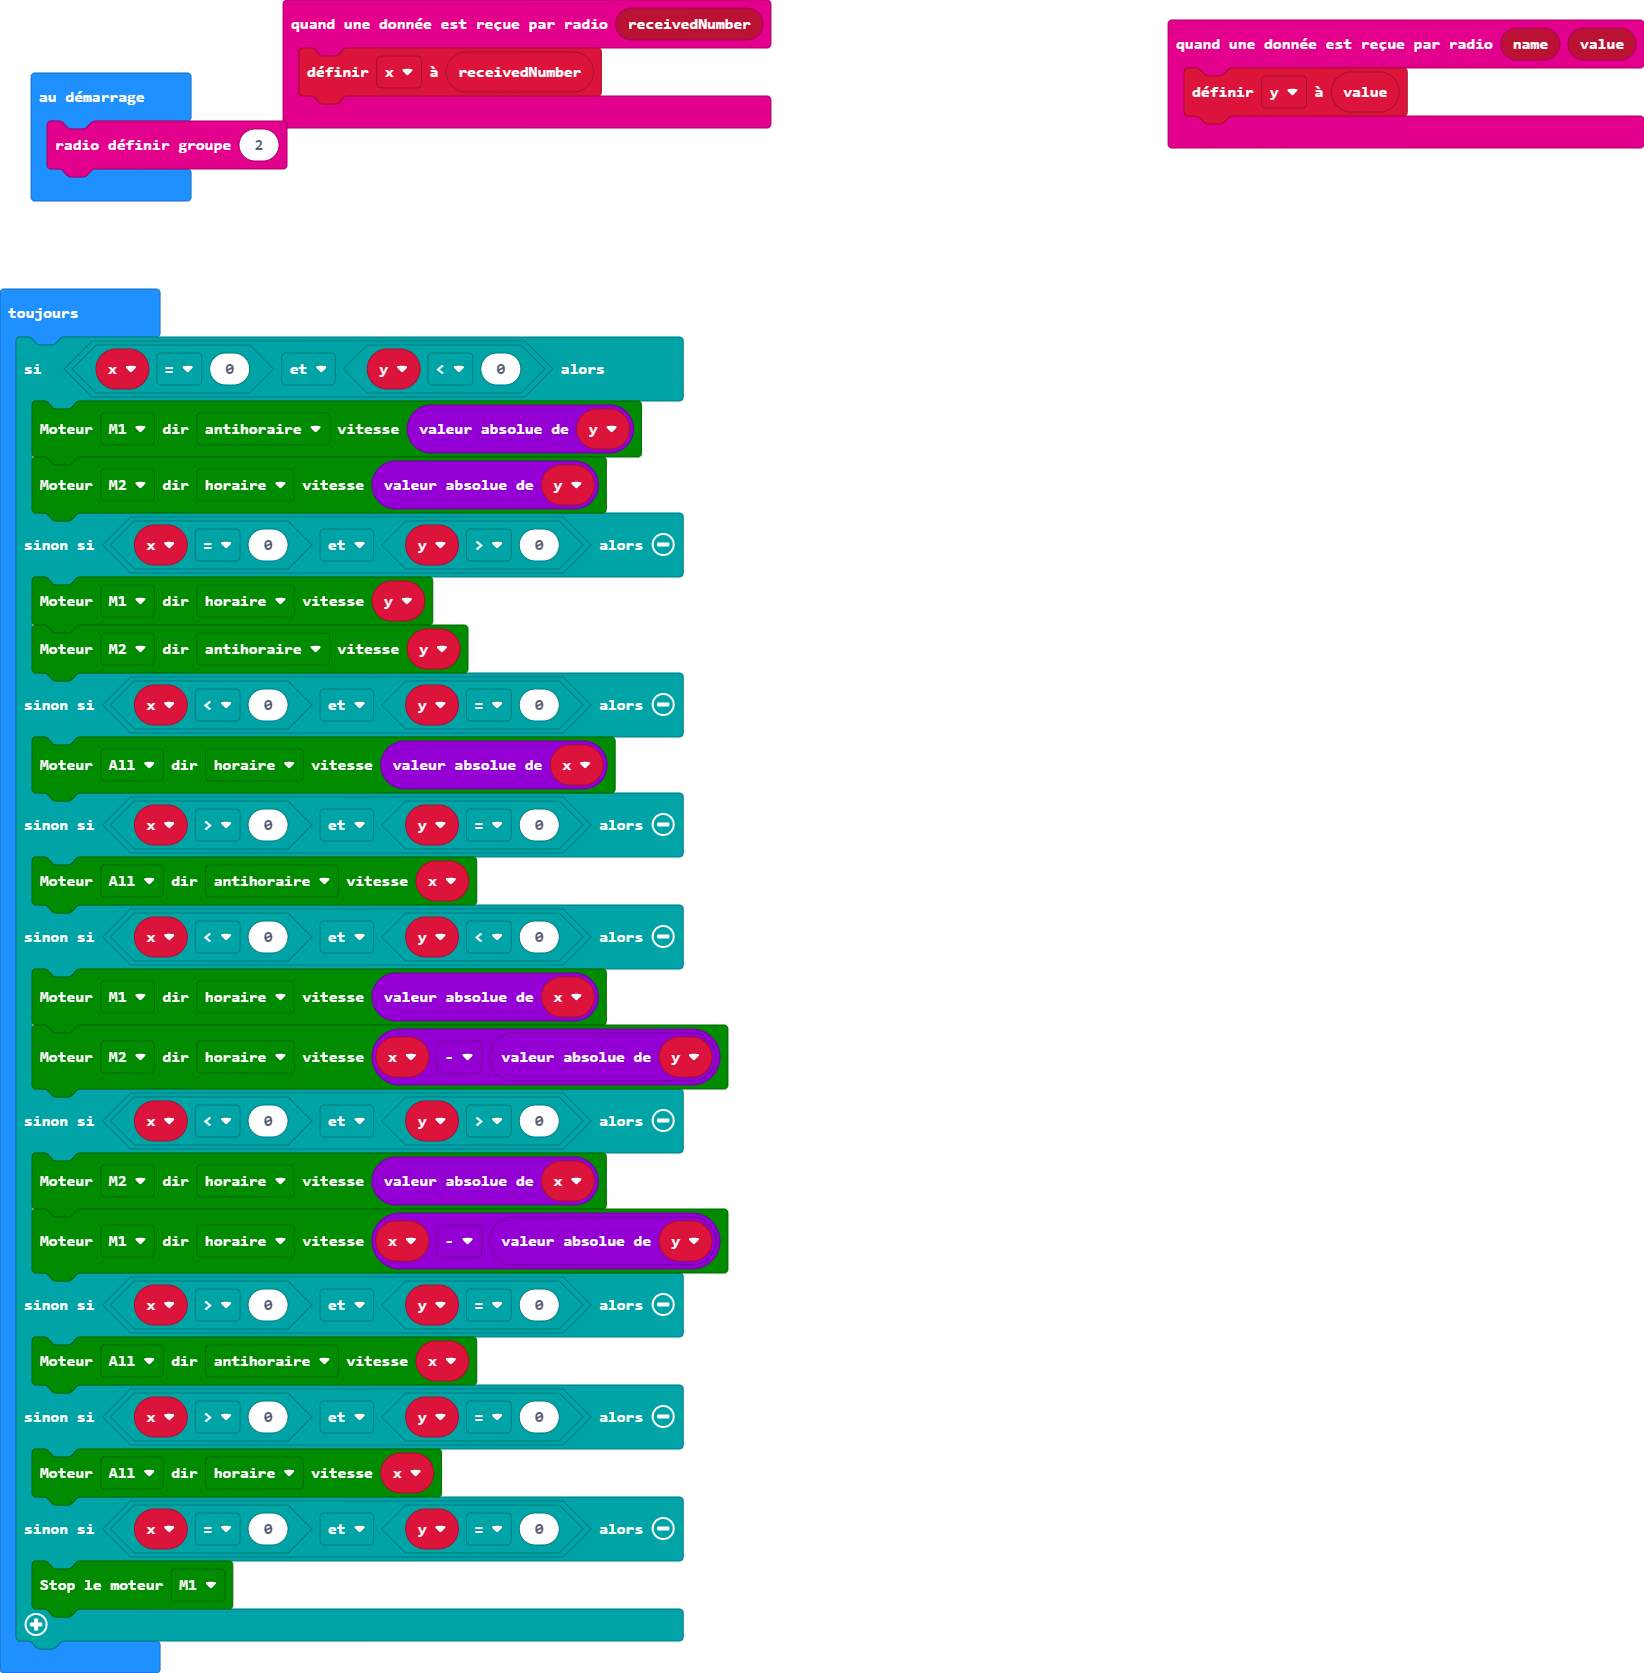 quand une donnée est reçue par radio receivedNumber
définir x à receivedNumber
quand une donnée est reçue par radio name value
définir y à value
au démarrage
radio définir groupe 2
toujours
si x = 0 et y < 0 alors
Moteur M1 dir antihoraire vitesse valeur absolue de y
Moteur M2 dir horaire vitesse valeur absolue de y
sinon si x = 0 et y > 0 alors
Moteur M1 dir horaire vitesse y
Moteur M2 dir antihoraire vitesse y
sinon si x < 0 et y = 0 alors
Moteur All dir horaire vitesse valeur absolue de x
sinon si x > 0 et y = 0 alors
Moteur All dir antihoraire vitesse x
sinon si x < 0 et y < 0 alors
Moteur M1 dir horaire vitesse valeur absolue de x
Moteur M2 dir horaire vitesse x - valeur absolue de y
sinon si x < 0 et y > 0 alors
Moteur M2 dir horaire vitesse valeur absolue de x
Moteur M1 dir horaire vitesse x - valeur absolue de y
sinon si x > 0 et y = 0 alors
Moteur All dir antihoraire vitesse x
sinon si x > 0 et y = 0 alors
Moteur All dir horaire vitesse x
sinon si x = 0 et y = 0 alors
Stop le moteur M1